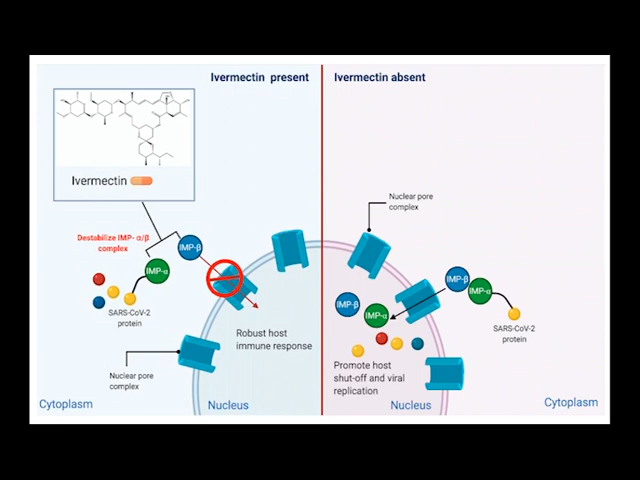 Ivermectin present
Ivermectin
Destabilize IMP- α/β
complex
IMP-β
IMP-α
SARS-CoV-2
protein
Robust host
immune response
Nuclear pore
complex
Cytoplasm
Nucleus
Ivermectin absent
Nuclear pore
complex
IMP-β
IMP-α
IMP-β
IMP-α
SARS-CoV-2
protein
Promote host
shut-off and viral
replication
Nucleus
Cytoplasm